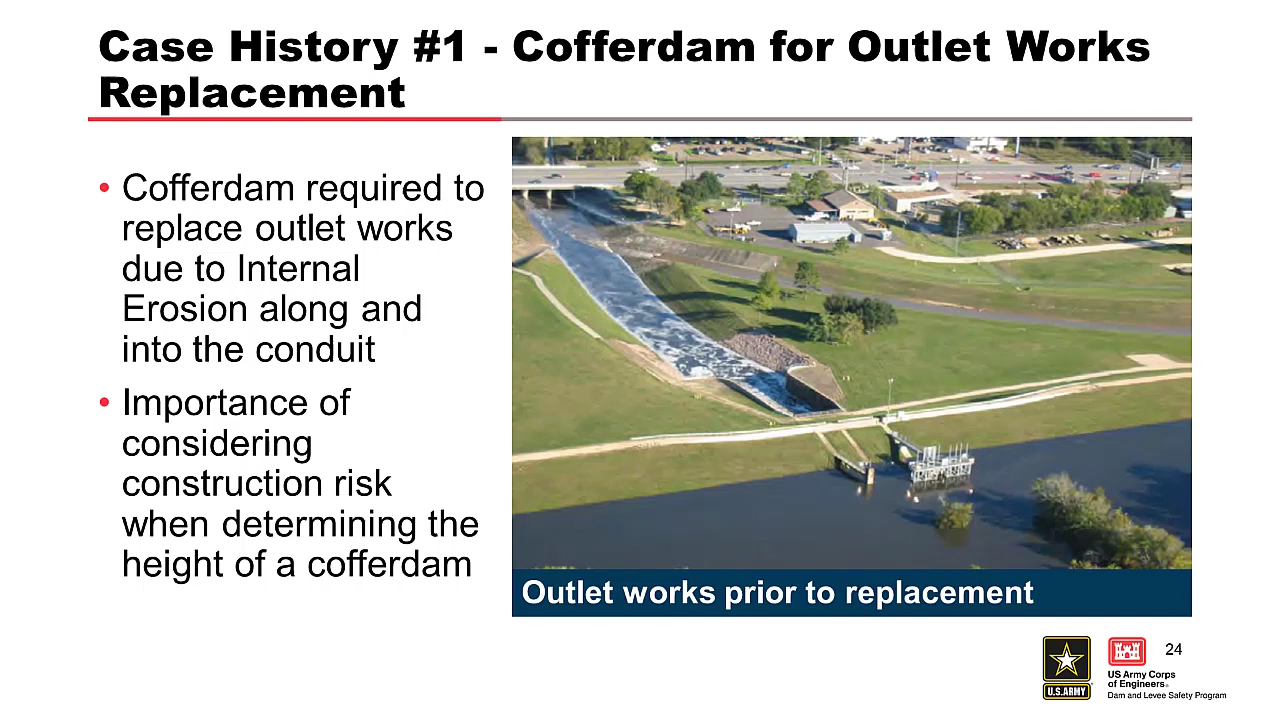 Case History #1 - Cofferdam for Outlet Works
Replacement
• Cofferdam required to
replace outlet works
due to Internal
Erosion along and
into the conduit
• Importance of
considering
construction risk
when determining the
height of a cofferdam
Outlet works prior to replacement
U.S.ARMY
US Army Corps
of Engineers®
Dam and Levee Safety Program
24